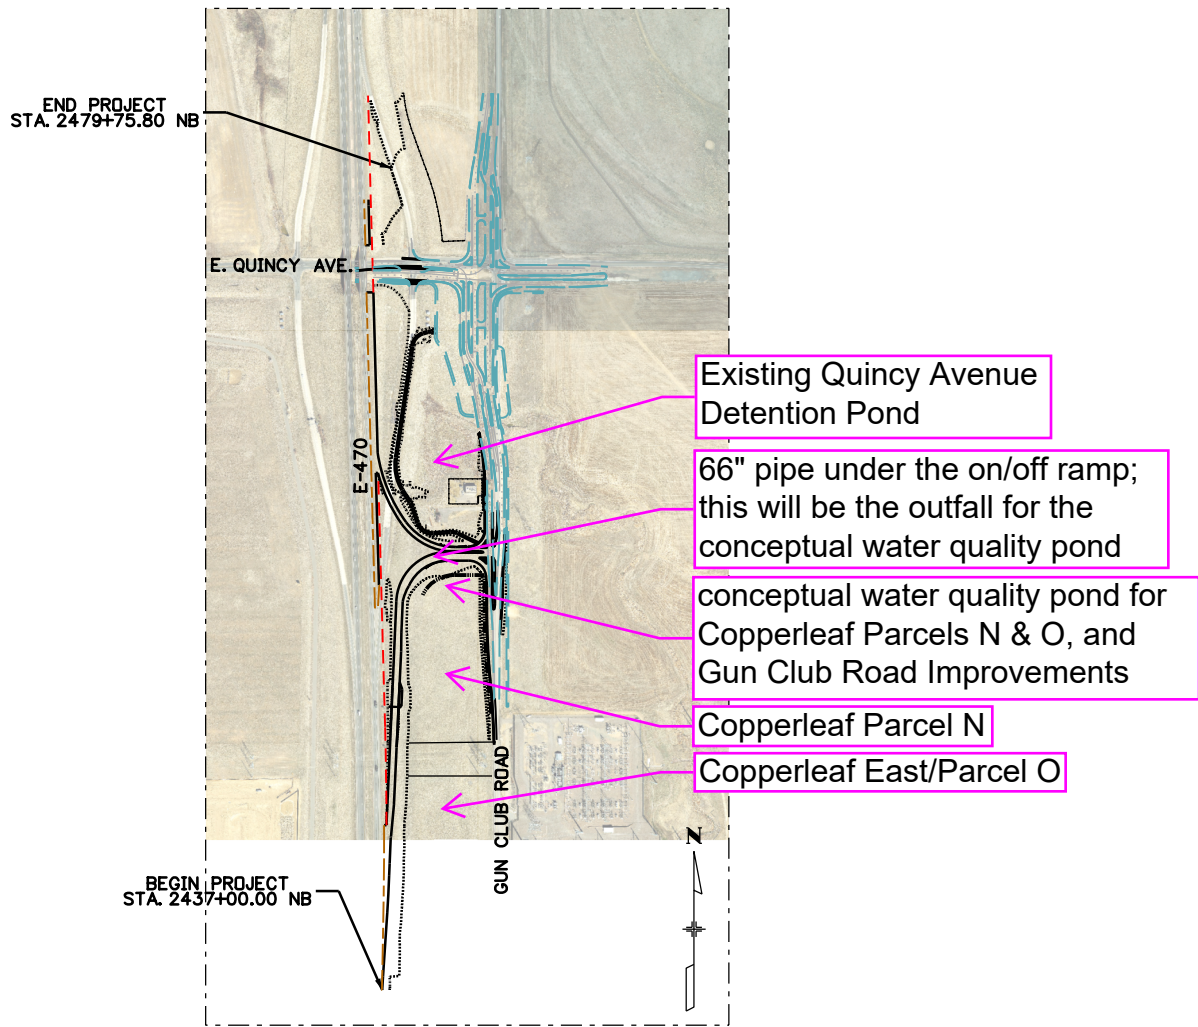 END PROJECT
STA. 2479+75.80 NB
E. QUINCY AVE.
Existing Quincy Avenue
Detention Pond
E-470
66" pipe under the on/off ramp;
this will be the outfall for the
conceptual water quality pond
conceptual water quality pond for
Copperleaf Parcels N & O, and
Gun Club Road Improvements
Copperleaf Parcel N
Copperleaf East/Parcel O
GUN CLUB ROAD
N
BEGIN PROJECT
STA. 2437+00.00 NB